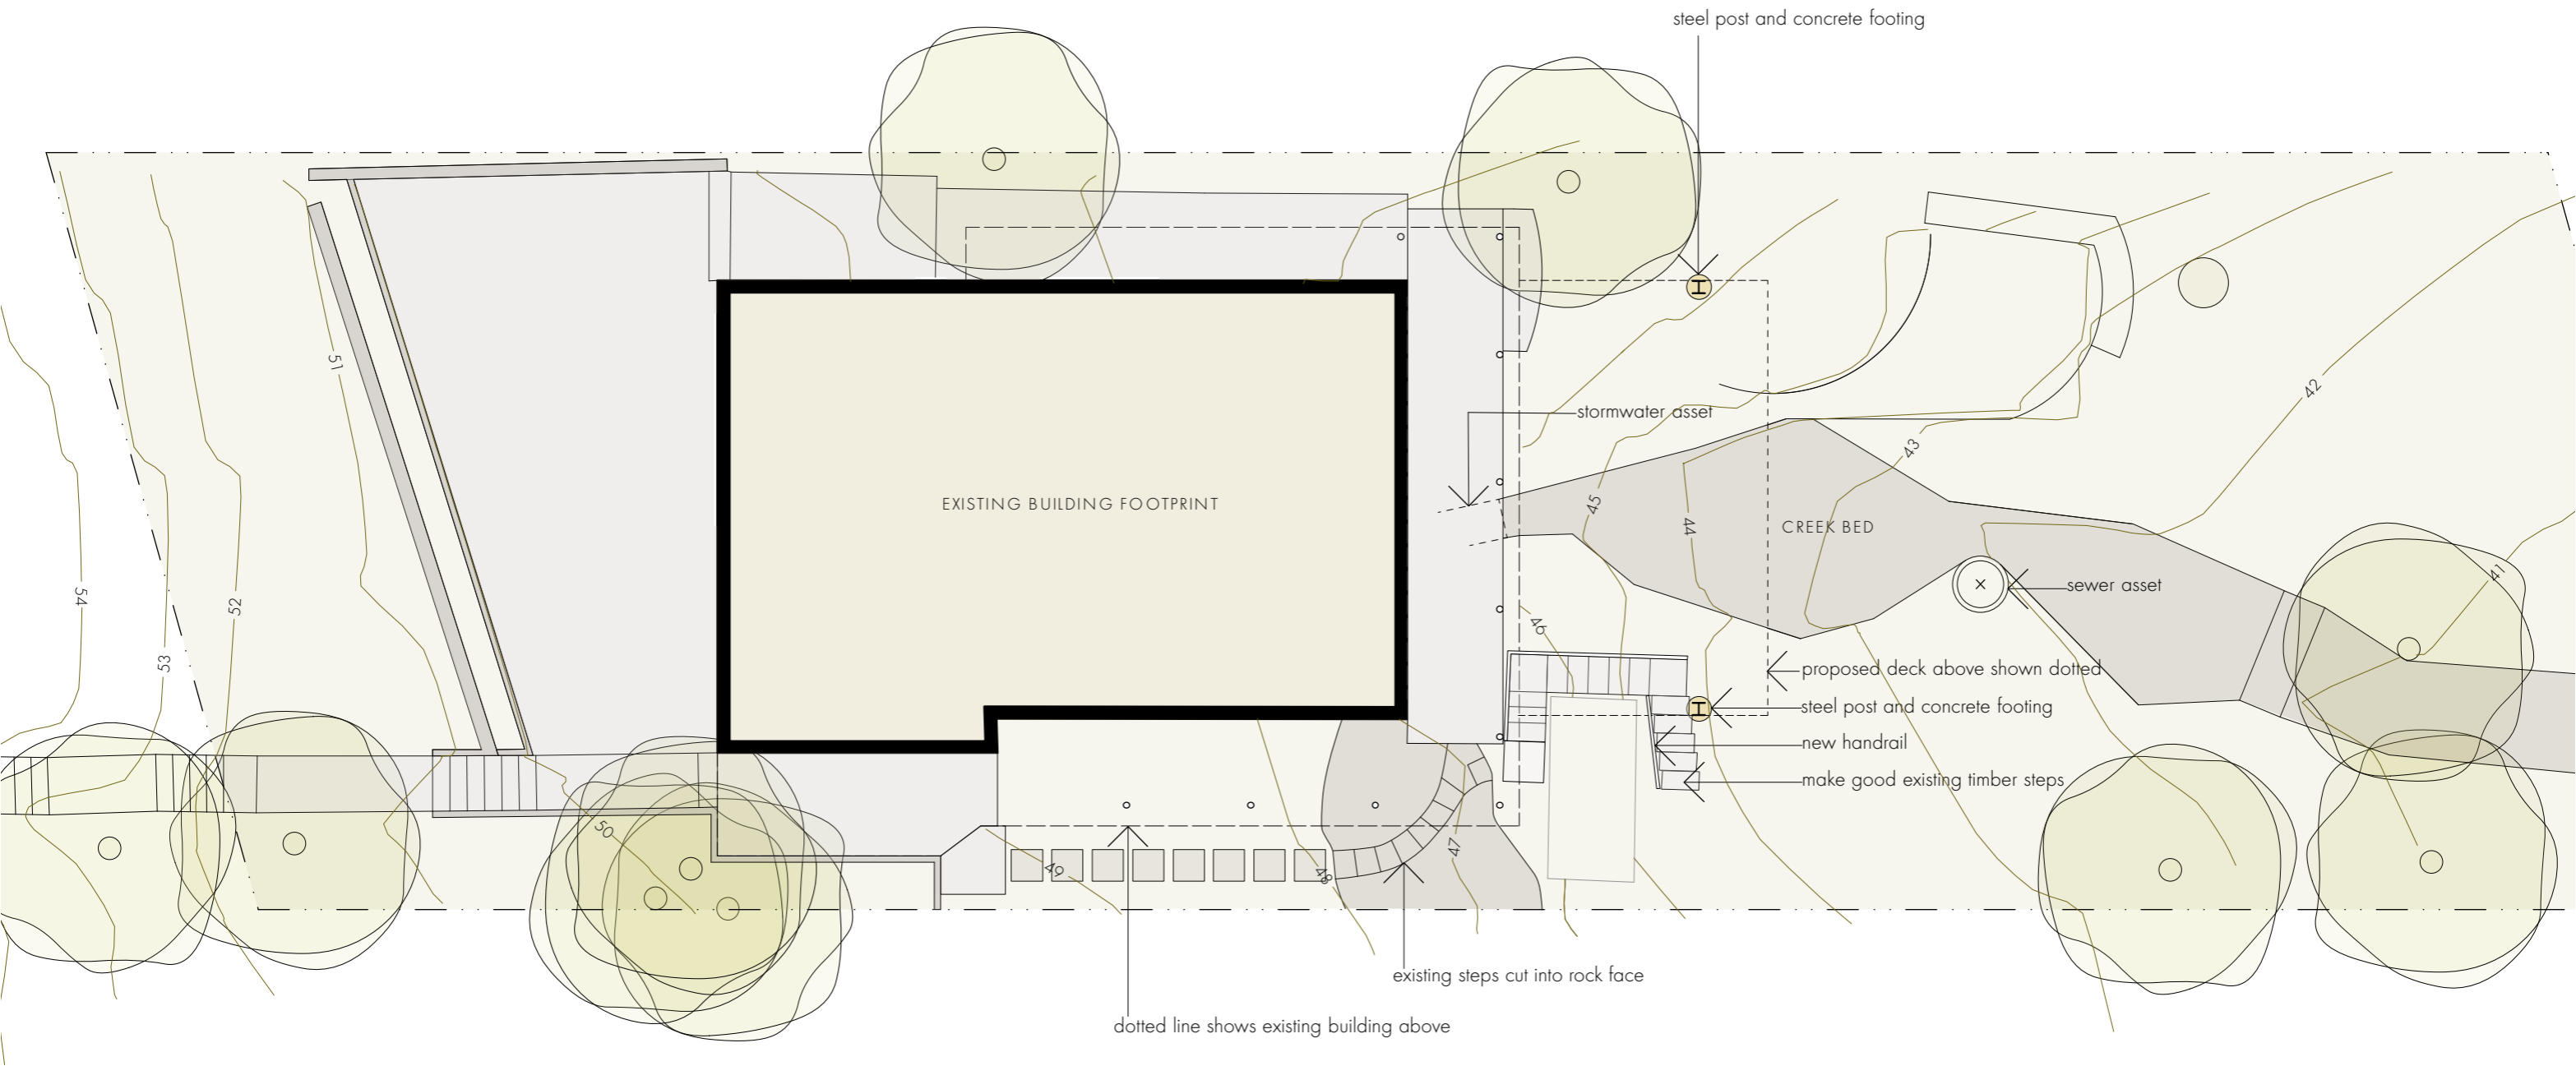 steel post and concrete footing
51
42
stormwater asset
43
EXISTING BUILDING FOOTPRINT
45
44
CREEK BED
41
sewer asset
54
52
46
53
proposed deck above shown dotted
steel post and concrete footing
new handrail
make good existing timber steps
50
47
49
48
existing steps cut into rock face
dotted line shows existing building above